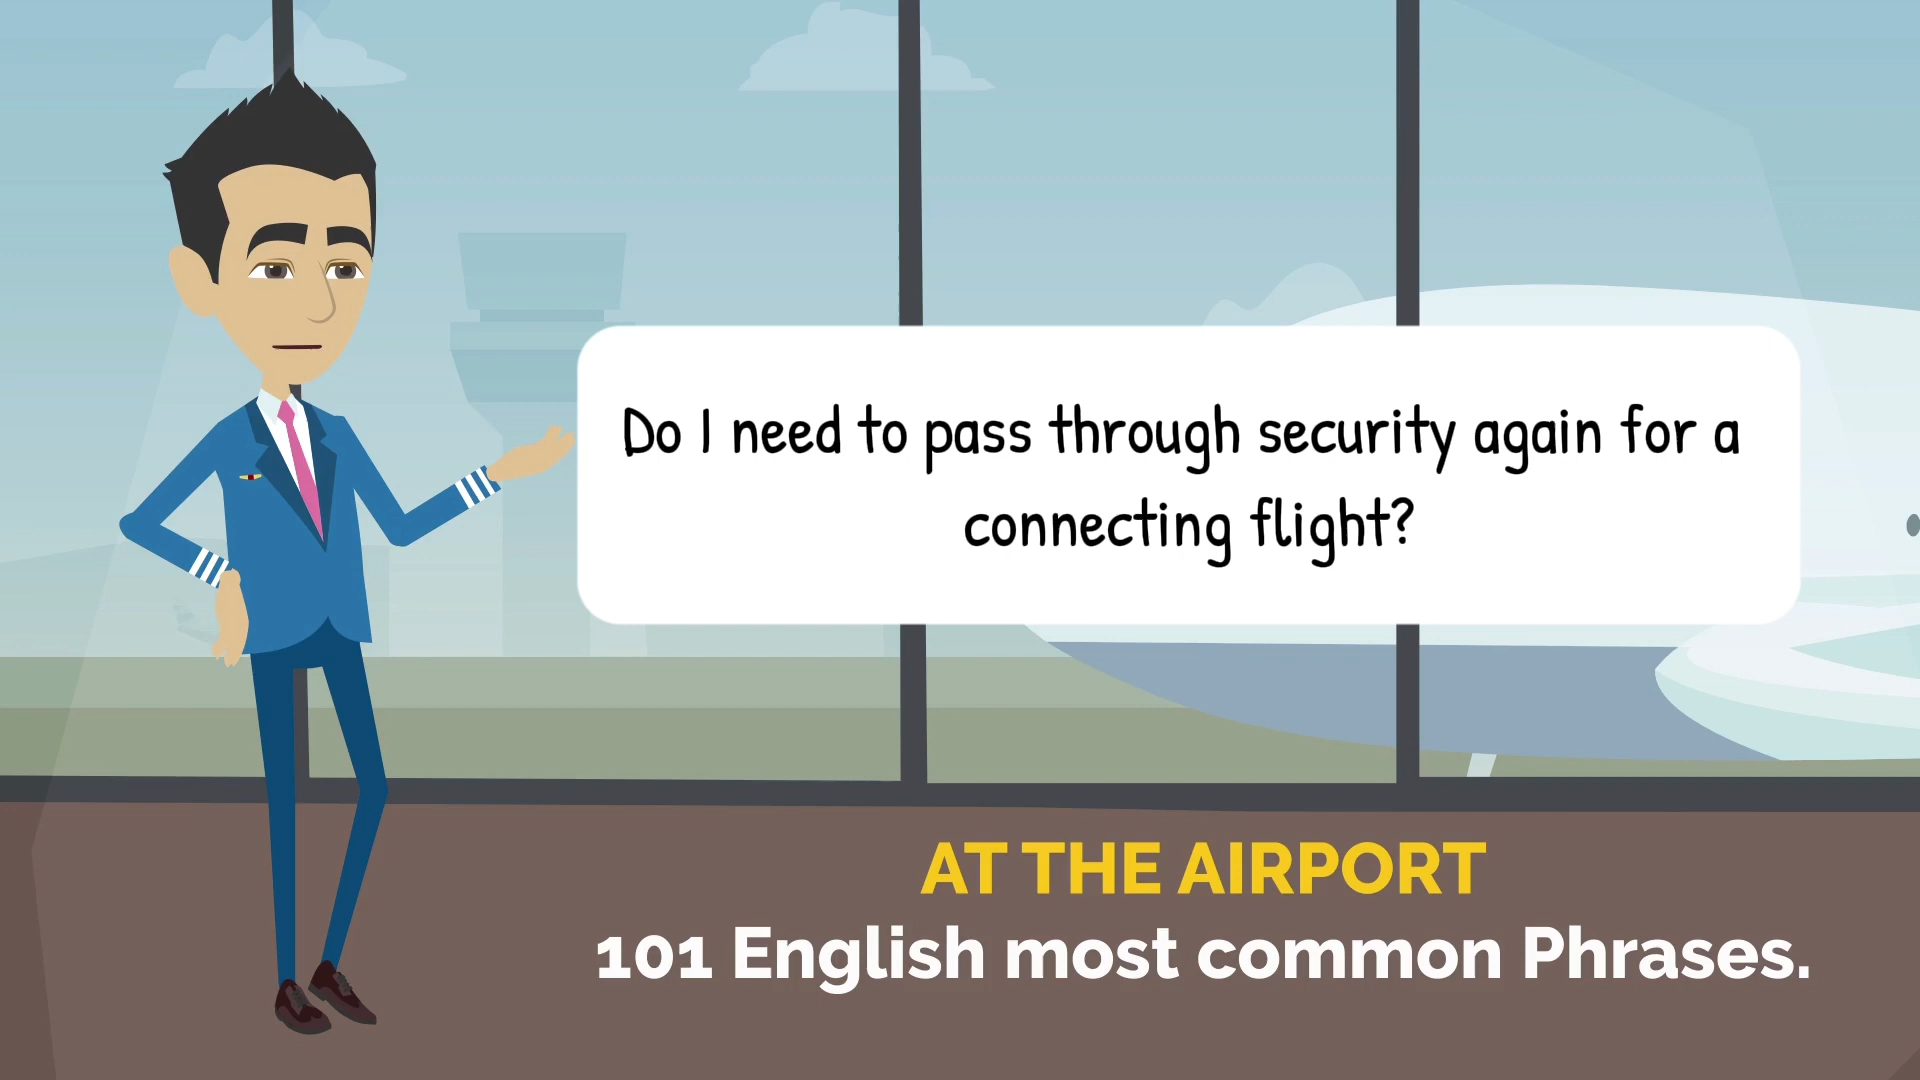 Do I need to pass through security again for a
connecting flight?
AT THE AIRPORT
101 English most common Phrases.